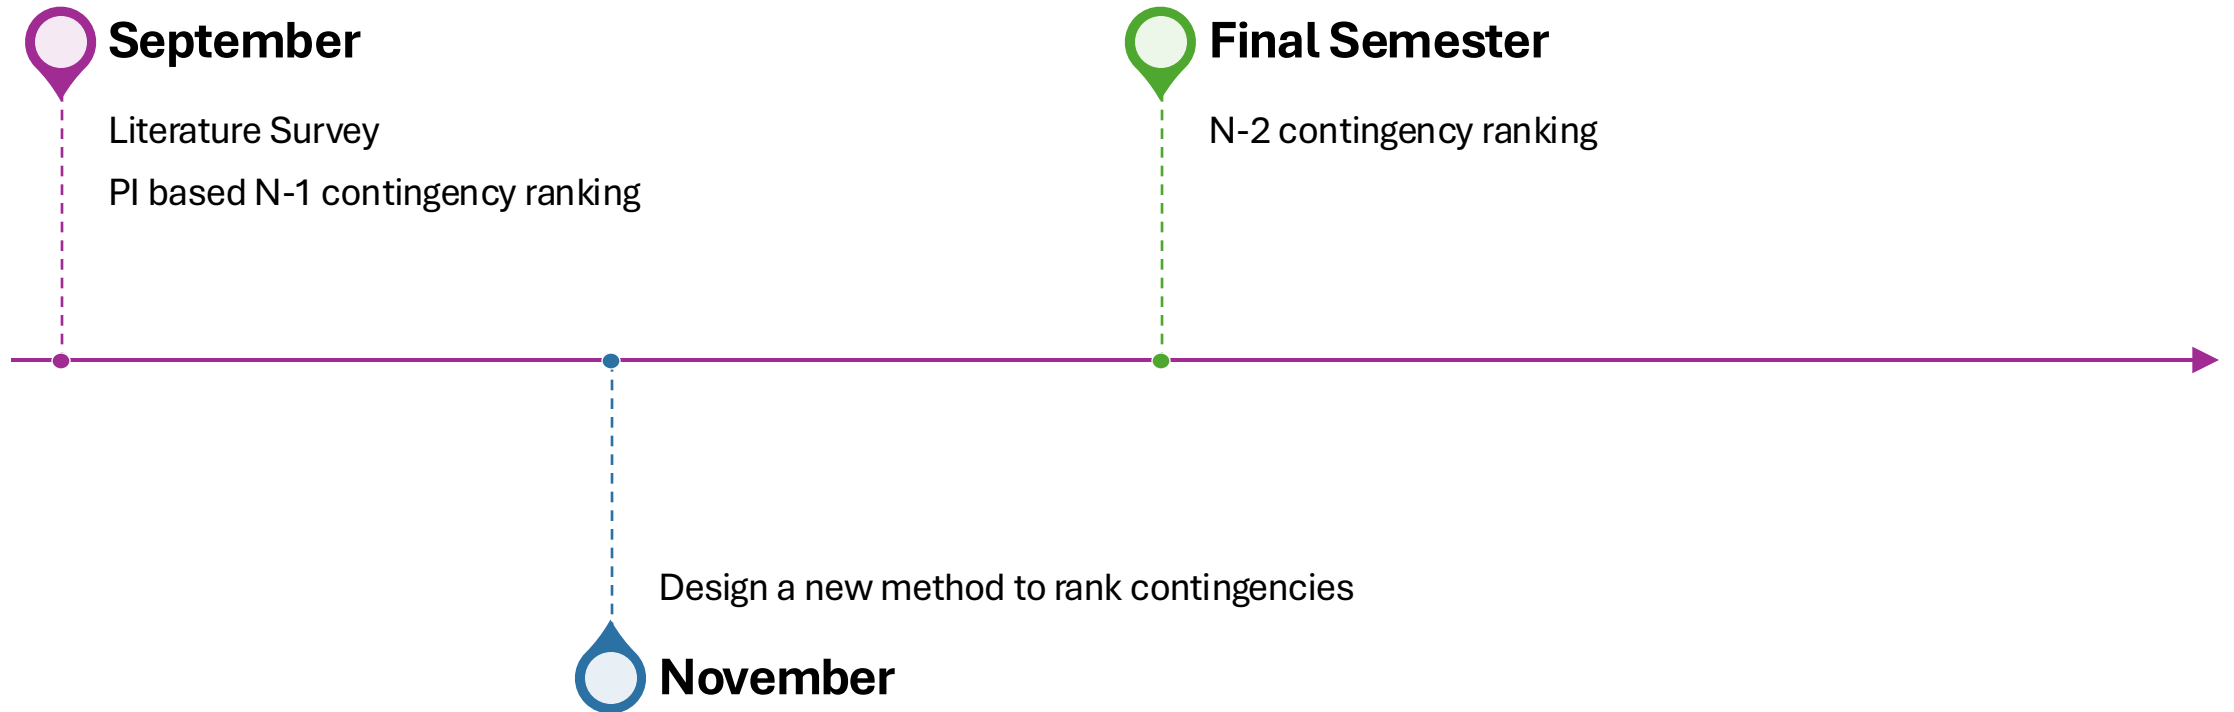 September
Literature Survey
PI based N-1 contingency ranking
Final Semester
N-2 contingency ranking
Design a new method to rank contingencies
November